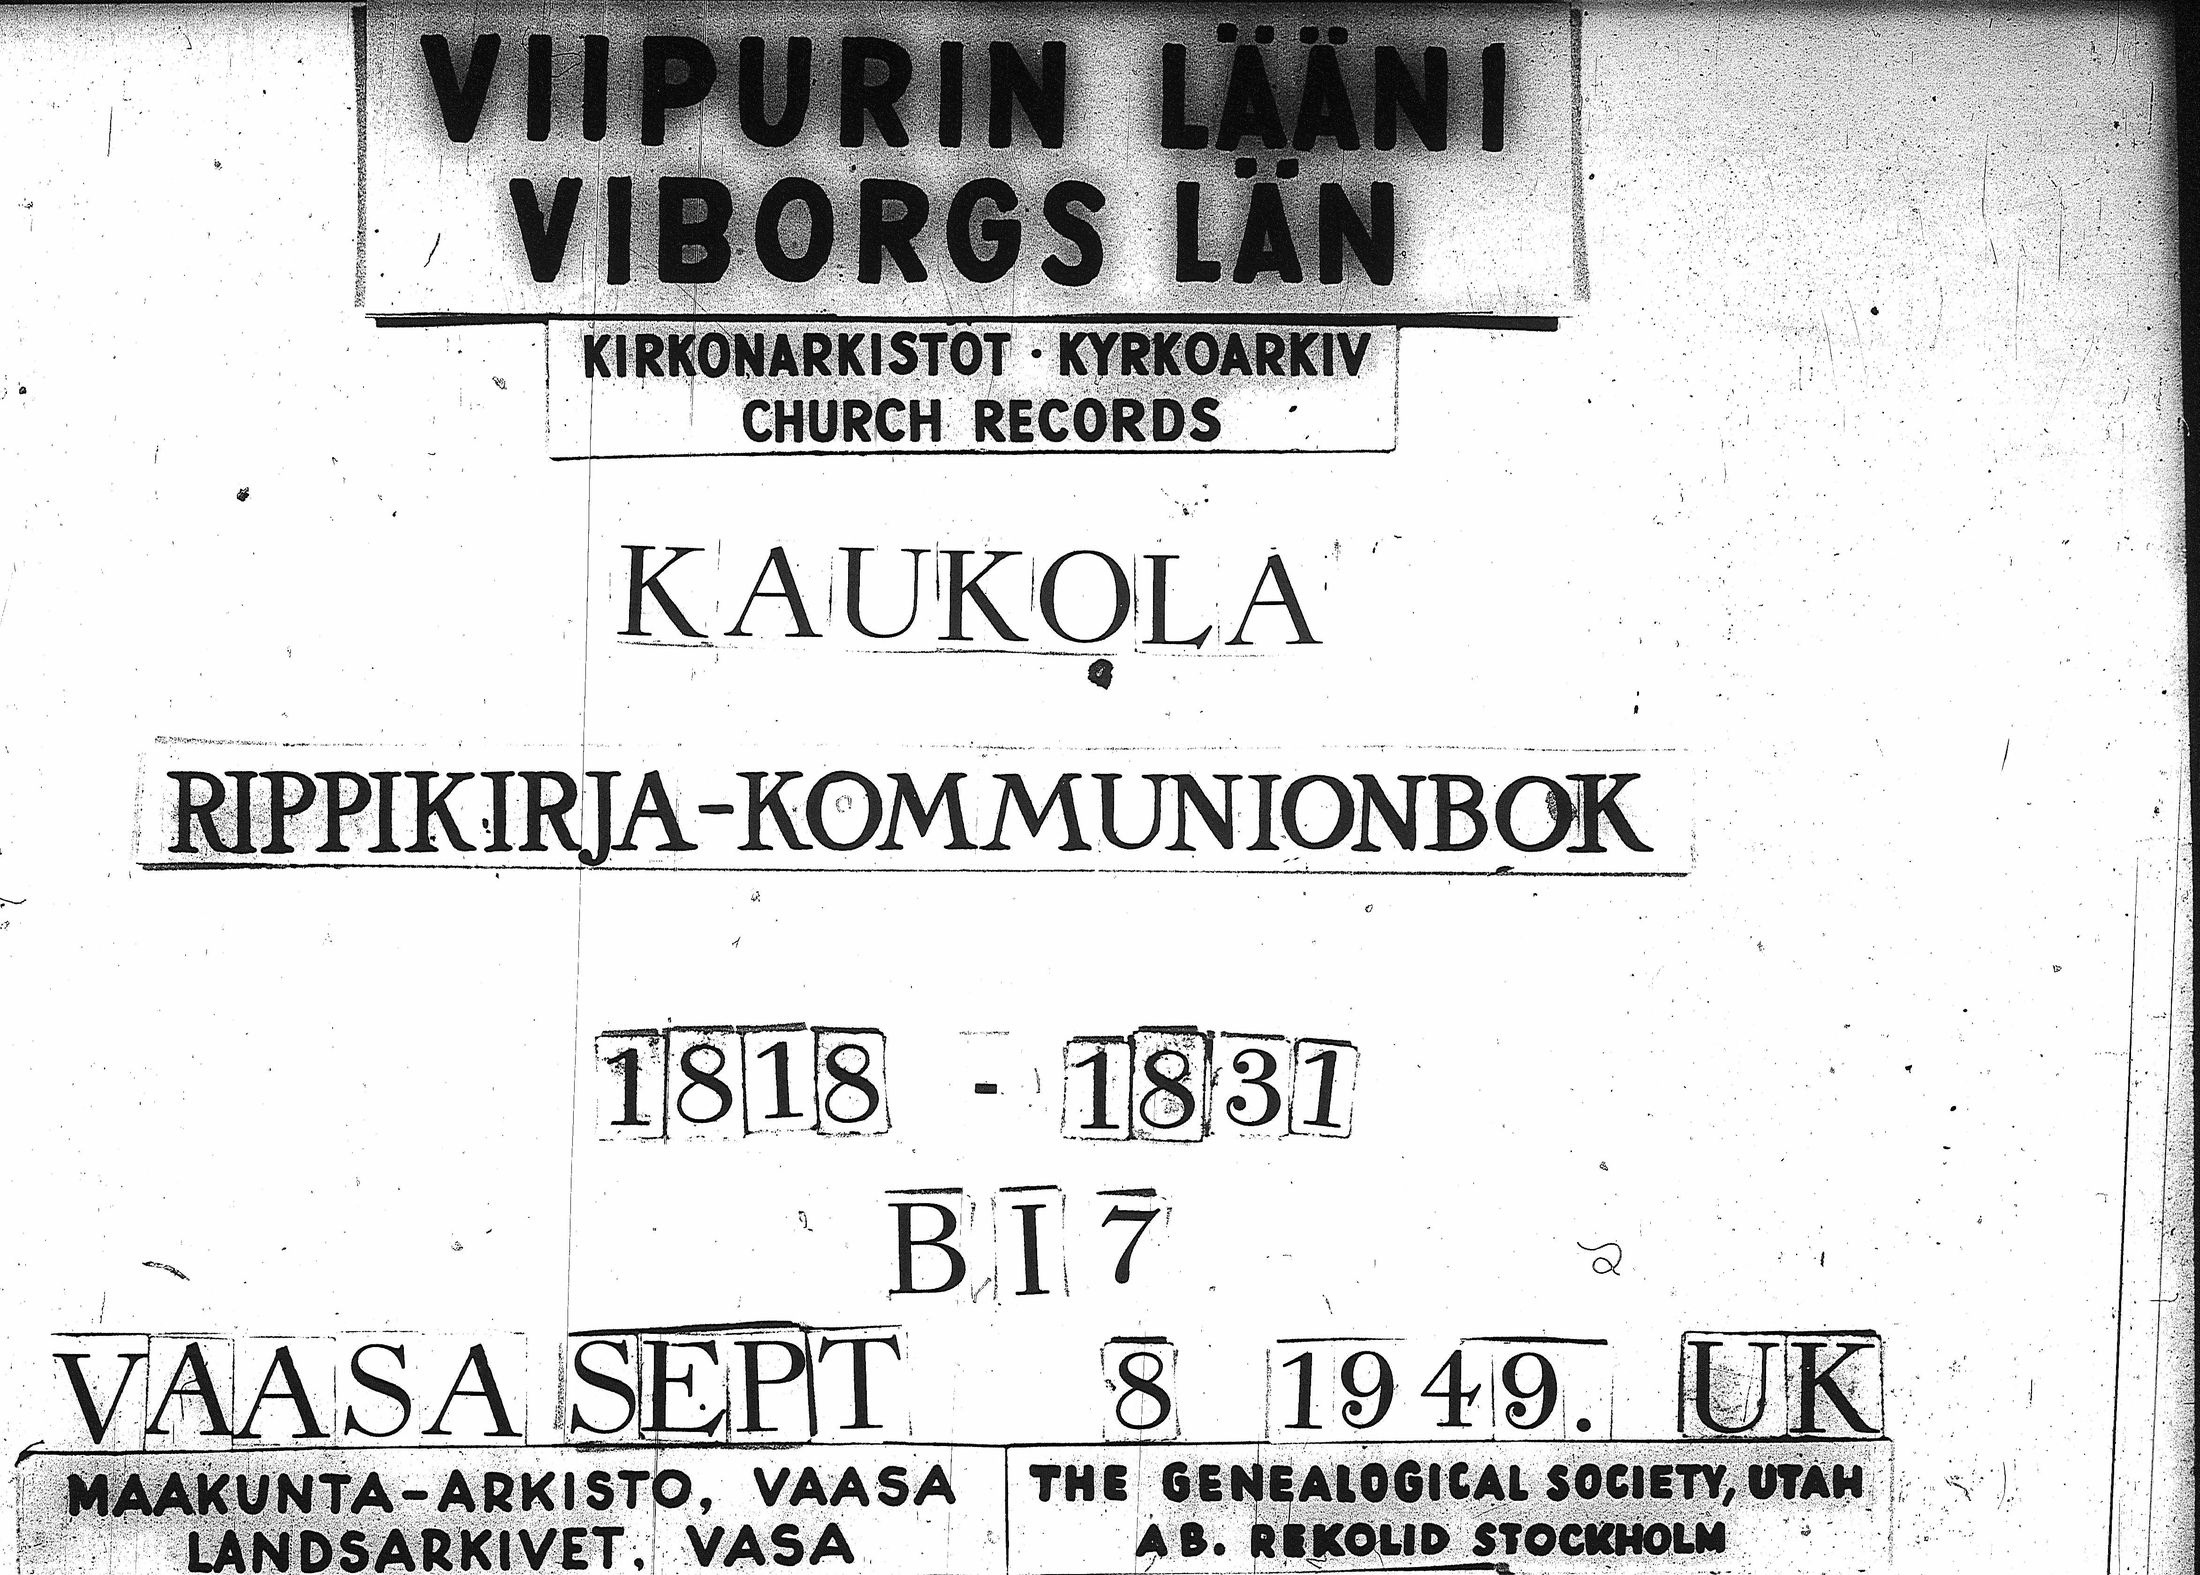 VIIPURIN LÄÄNI
VIBORGS LÄN
KIRKONARKISTOT · KYRKOARKIV
CHURCH RECORDS
KAUKOLA
RIPPIKIRJA-KOMMUNIONBOK
1818 - 1831
B I 7
VAASA SEPT 8 1949. UK
MAAKUNTA-ARKISTO, VAASA
LANDSARKIVET, VASA
THE GENEALOGICAL SOCIETY, UTAH
AB. REKOLID STOCKHOLM